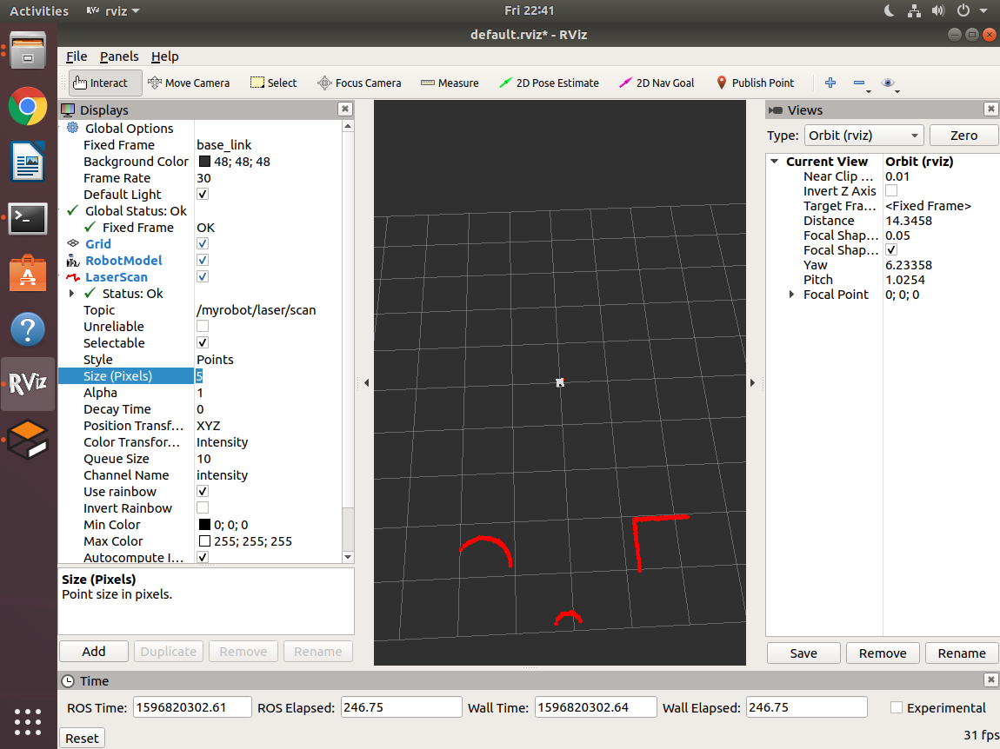 Activities RViz rviz Fri 22:41
default.rviz* - RViz
File Panels Help
Interact Move Camera Select Focus Camera Measure 2D Pose Estimate 2D Nav Goal Publish Point
Displays
Global Options
Fixed Frame base_link
Background Color 48; 48; 48
Frame Rate 30
Default Light
Global Status: Ok
Fixed Frame OK
Grid
RobotModel
LaserScan
Status: Ok
Topic /myrobot/laser/scan
Unreliable
Selectable
Style Points
Size (Pixels) 5
Alpha 1
Decay Time 0
Position Transf... XYZ
Color Transfor... Intensity
Queue Size 10
Channel Name intensity
Use rainbow
Invert Rainbow
Min Color 0; 0; 0
Max Color 255; 255; 255
Autocompute I...
Size (Pixels)
Point size in pixels.
Add Duplicate Remove Rename
Views
Type: Orbit (rviz) Zero
Current View Orbit (rviz)
Near Clip ... 0.01
Invert Z Axis
Target Fra... <Fixed Frame>
Distance 14.3458
Focal Shap... 0.05
Focal Shap...
Yaw 6.23358
Pitch 1.0254
Focal Point 0; 0; 0
Save Remove Rename
RViz
Time
ROS Time: 1596820302.61 ROS Elapsed: 246.75 Wall Time: 1596820302.64 Wall Elapsed: 246.75 Experimental
Reset 31 fps